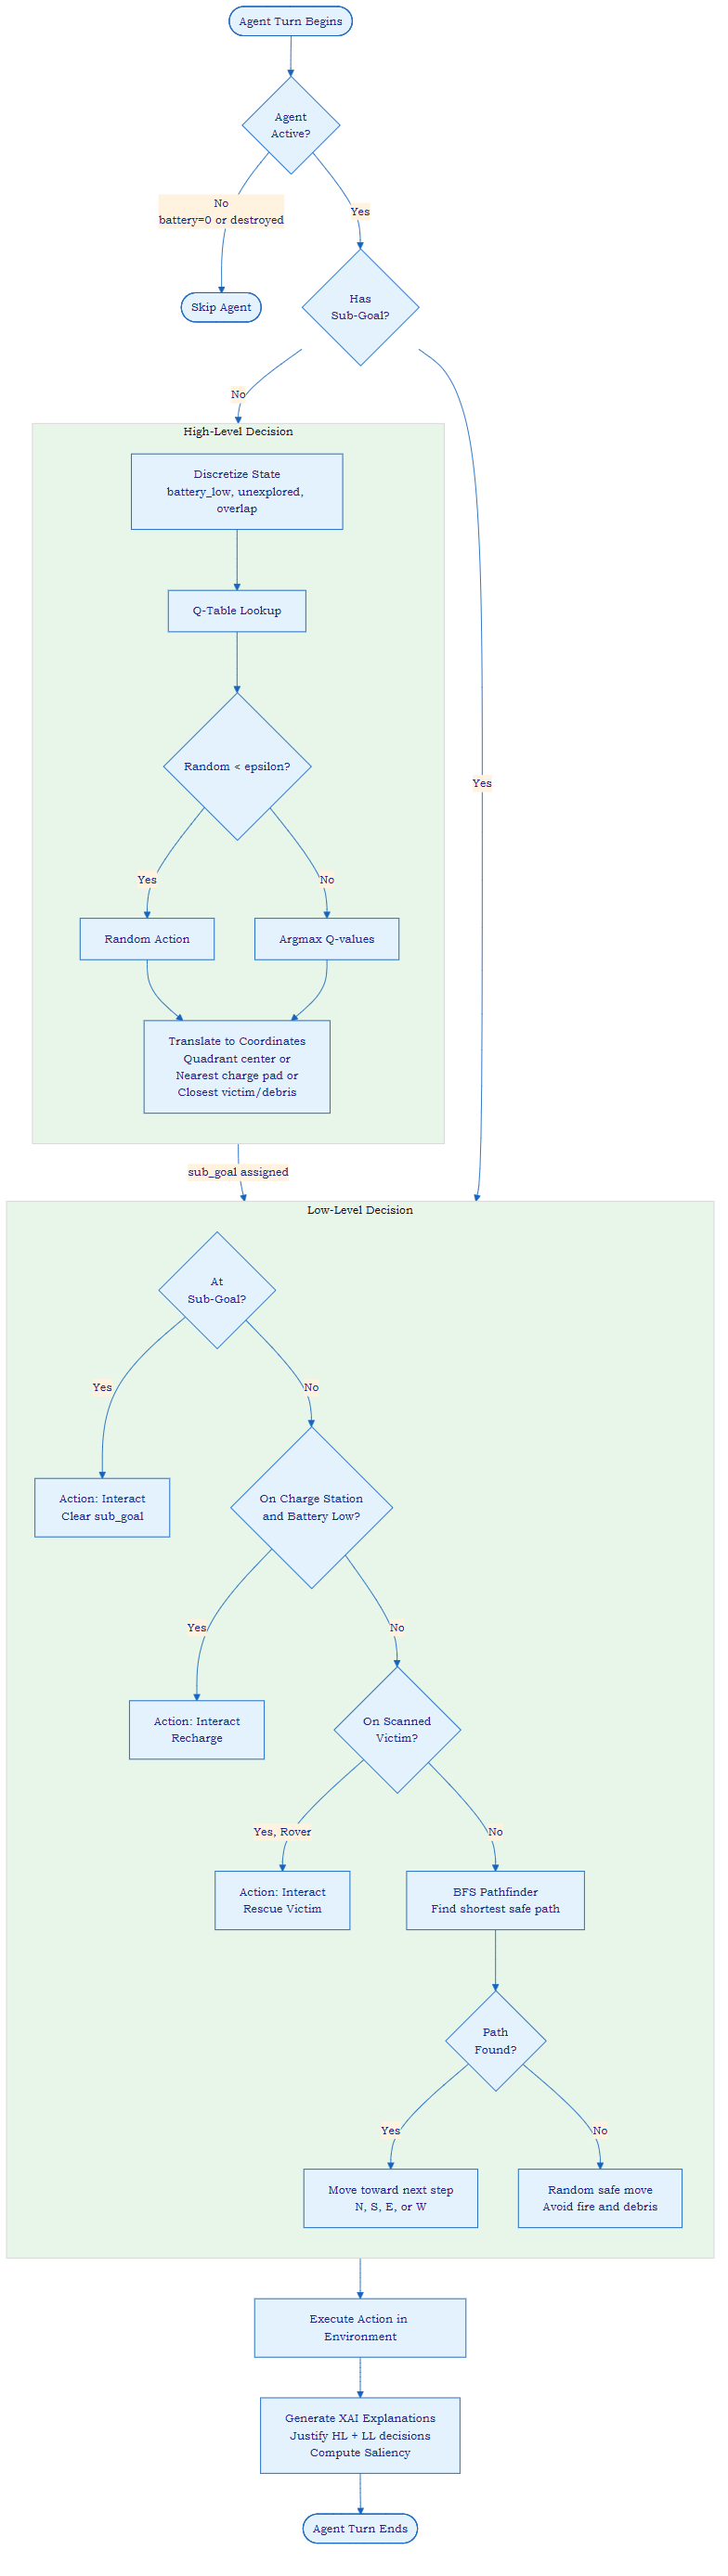 Agent Turn Begins
Agent
Active?
No
battery=0 or destroyed
Yes
Skip Agent
Has
Sub-Goal?
No
Yes
High-Level Decision
Discretize State
battery_low, unexplored,
overlap
Q-Table Lookup
Random < epsilon?
Yes
No
Random Action
Argmax Q-values
Translate to Coordinates
Quadrant center or
Nearest charge pad or
Closest victim/debris
sub_goal assigned
Low-Level Decision
At
Sub-Goal?
Yes
No
Action: Interact
Clear sub_goal
On Charge Station
and Battery Low?
Yes
No
Action: Interact
Recharge
On Scanned
Victim?
Yes, Rover
No
Action: Interact
Rescue Victim
BFS Pathfinder
Find shortest safe path
Path
Found?
Yes
No
Move toward next step
N, S, E, or W
Random safe move
Avoid fire and debris
Execute Action in
Environment
Generate XAI Explanations
Justify HL + LL decisions
Compute Saliency
Agent Turn Ends